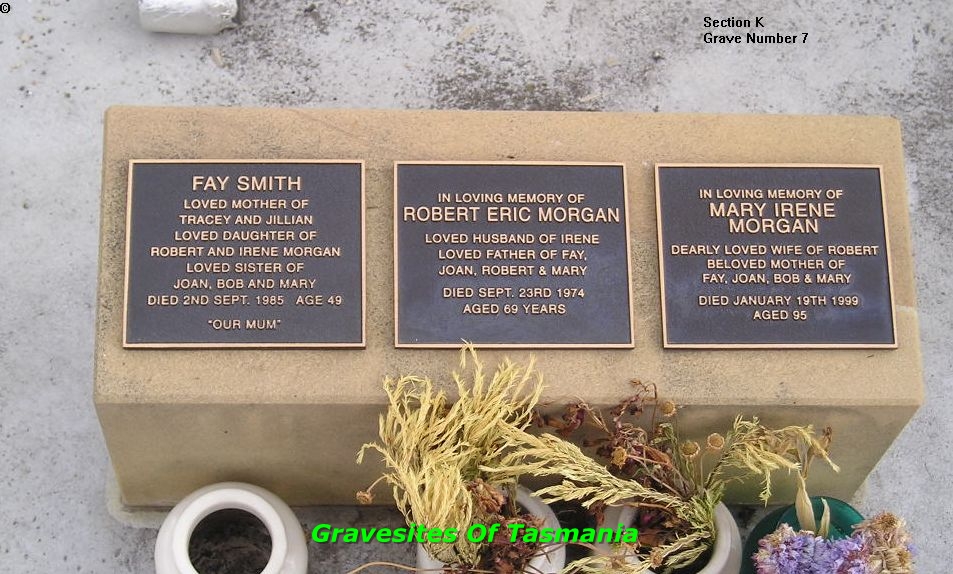 ©
Section K
Grave Number 7
FAY SMITH
LOVED MOTHER OF
TRACEY AND JILLIAN
LOVED DAUGHTER OF
ROBERT AND IRENE MORGAN
LOVED SISTER OF
JOAN, BOB AND MARY
DIED 2ND SEPT. 1985 AGE 49
"OUR MUM"
IN LOVING MEMORY OF
ROBERT ERIC MORGAN
LOVED HUSBAND OF IRENE
LOVED FATHER OF FAY,
JOAN, ROBERT & MARY
DIED SEPT. 23RD 1974
AGED 69 YEARS
IN LOVING MEMORY OF
MARY IRENE
MORGAN
DEARLY LOVED WIFE OF ROBERT
BELOVED MOTHER OF
FAY, JOAN, BOB & MARY
DIED JANUARY 19TH 1999
AGED 95
Gravesites Of Tasmania